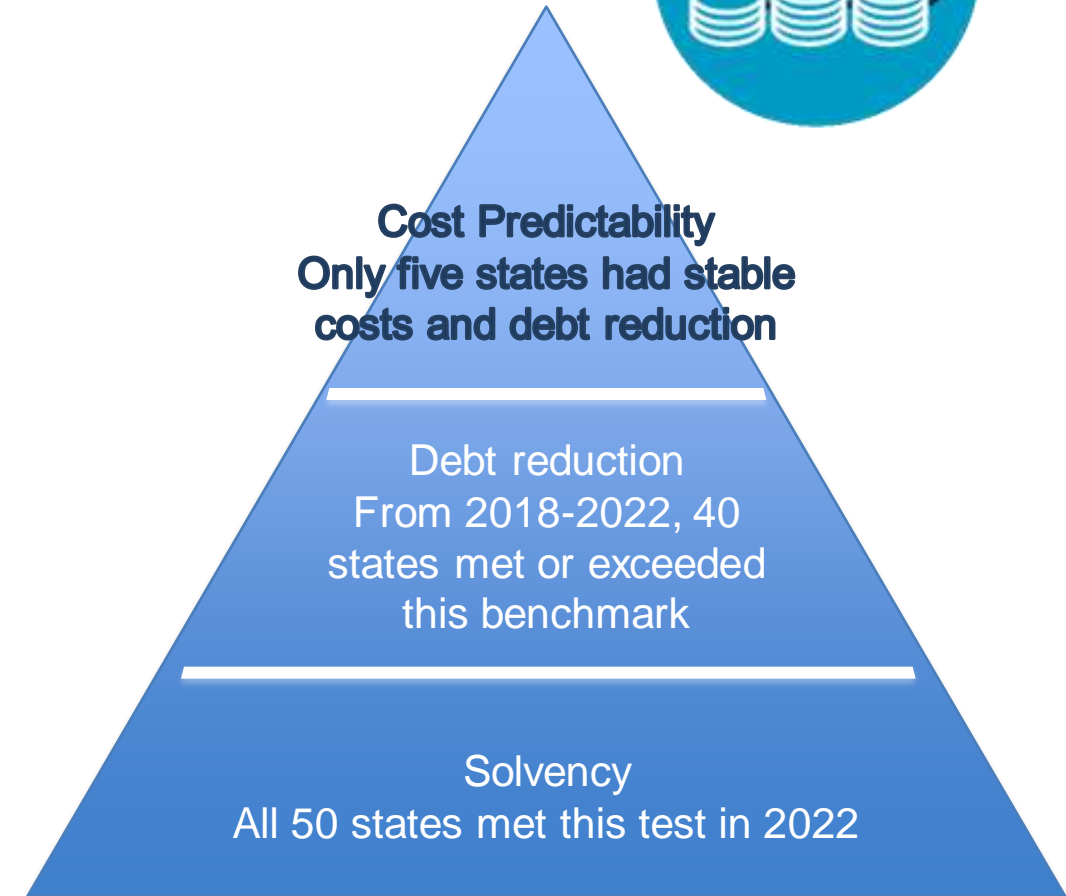 Cost Predictability
Only five states had stable
costs and debt reduction
Debt reduction
From 2018-2022, 40
states met or exceeded
this benchmark
Solvency
All 50 states met this test in 2022